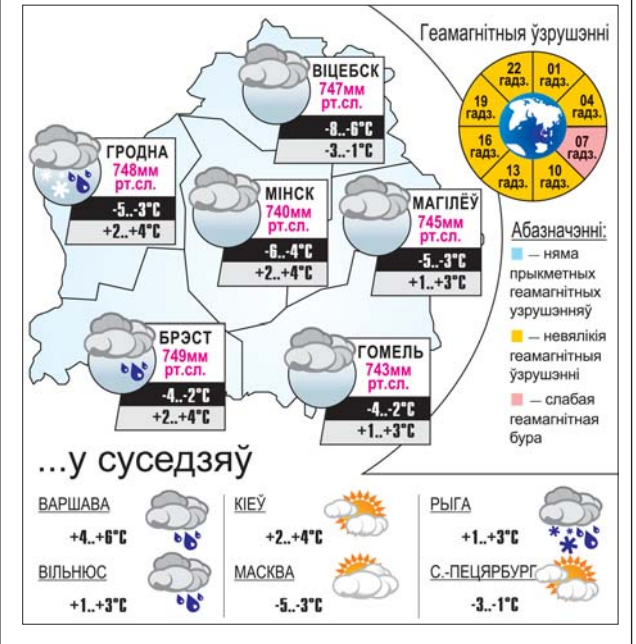 Геамагнітныя ўзрушэнні
22 гадз.
01 гадз.
04 гадз.
07 гадз.
10 гадз.
13 гадз.
16 гадз.
19 гадз.
ВІЦЕБСК
747мм
рт.сл.
-8..-6°C
-3..-1°C
ГРОДНА
748мм
рт.сл.
-5..-3°C
+2..+4°C
МІНСК
740мм
рт.сл.
-6..-4°C
+2..+4°C
МАГІЛЁЎ
745мм
рт.сл.
-5..-3°C
+1..+3°C
БРЭСТ
749мм
рт.сл.
-4..-2°C
+2..+4°C
ГОМЕЛЬ
743мм
рт.сл.
-4..-2°C
+1..+3°C
Абазначэнні:
— няма
прыкметных
геамагнітных
узрушэнняў
— невялікія
геамагнітныя
ўзрушэнні
— слабая
геамагнітная
бура
...у суседзяў
ВАРШАВА
+4..+6°C
КІЕЎ
+2..+4°C
РЫГА
+1..+3°C
ВІЛЬНЮС
+1..+3°C
МАСКВА
-5..-3°C
С.-ПЕЦЯРБУРГ
-3..-1°C